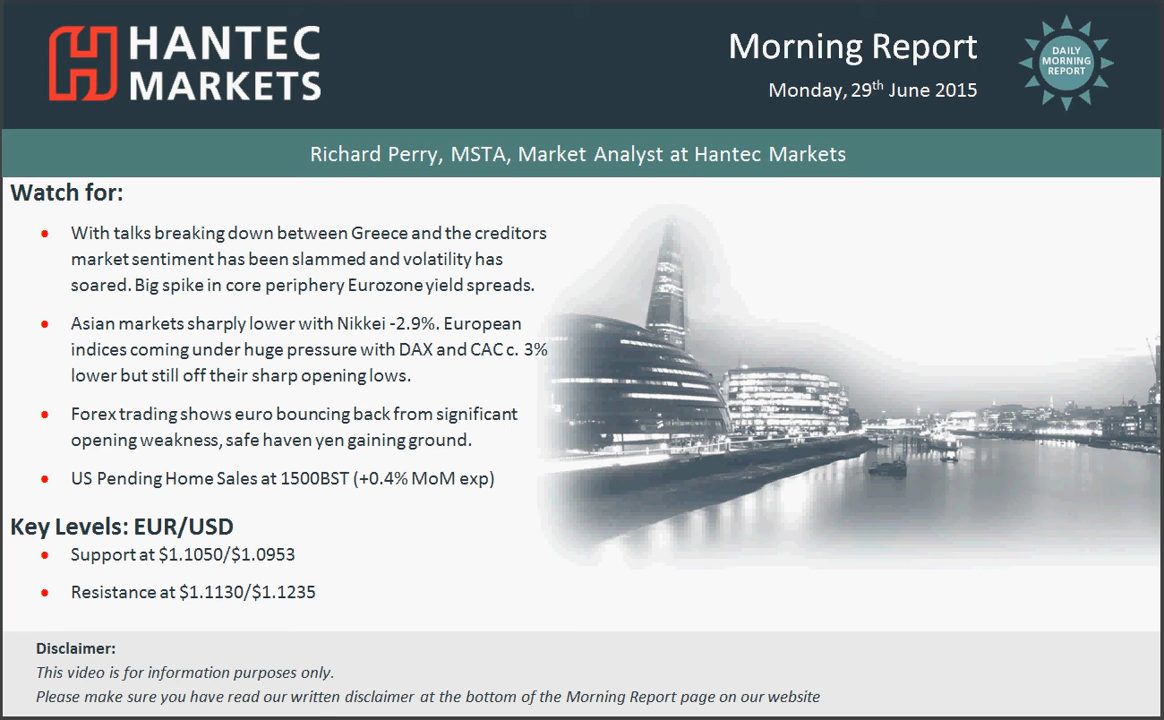 HANTEC
MARKETS
Morning Report
Monday, 29th June 2015
DAILY
MORNING
REPORT
Richard Perry, MSTA, Market Analyst at Hantec Markets
Watch for:
• With talks breaking down between Greece and the creditors
market sentiment has been slammed and volatility has
soared. Big spike in core periphery Eurozone yield spreads.
• Asian markets sharply lower with Nikkei -2.9%. European
indices coming under huge pressure with DAX and CAC c. 3%
lower but still off their sharp opening lows.
• Forex trading shows euro bouncing back from significant
opening weakness, safe haven yen gaining ground.
• US Pending Home Sales at 1500BST (+0.4% MoM exp)
Key Levels: EUR/USD
• Support at $1.1050/$1.0953
• Resistance at $1.1130/$1.1235
Disclaimer:
This video is for information purposes only.
Please make sure you have read our written disclaimer at the bottom of the Morning Report page on our website